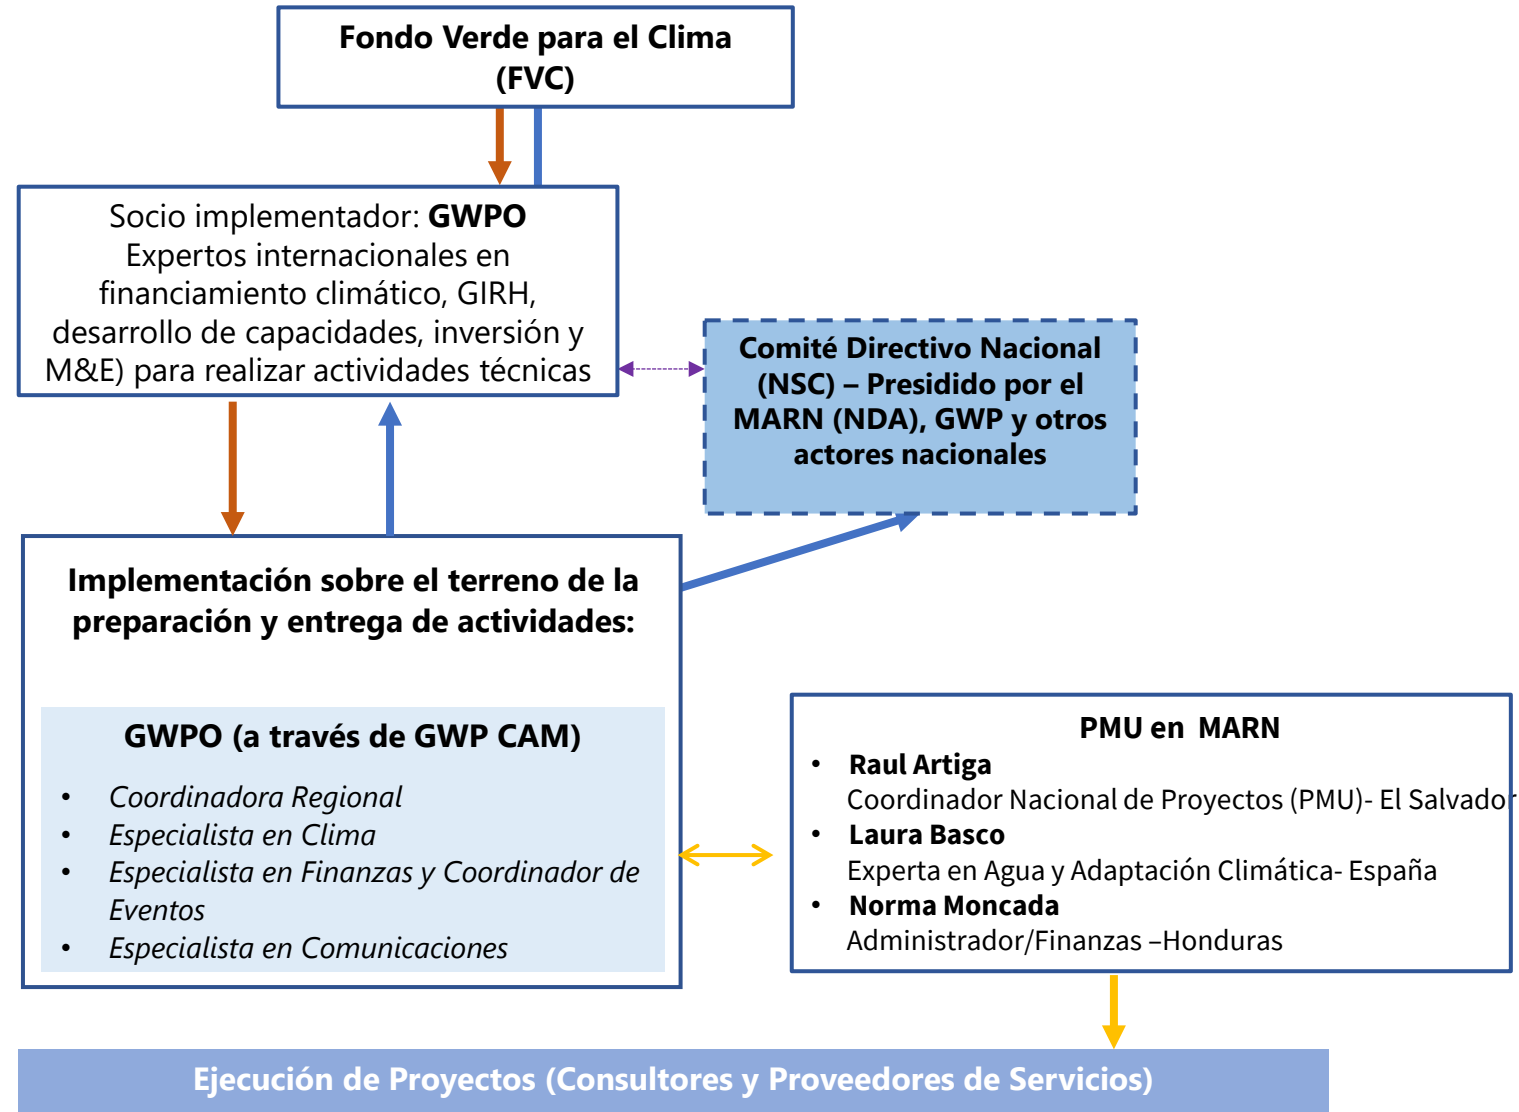 Fondo Verde para el Clima
(FVC)
Socio implementador: GWPO
Expertos internacionales en
financiamiento climático, GIRH,
desarrollo de capacidades, inversión y
M&E) para realizar actividades técnicas
Comité Directivo Nacional
(NSC) – Presidido por el
MARN (NDA), GWP y otros
actores nacionales
Implementación sobre el terreno de la
preparación y entrega de actividades:
GWPO (a través de GWP CAM)
• Coordinadora Regional
• Especialista en Clima
• Especialista en Finanzas y Coordinador de
Eventos
• Especialista en Comunicaciones
PMU en MARN
• Raul Artiga
Coordinador Nacional de Proyectos (PMU)- El Salvador
• Laura Basco
Experta en Agua y Adaptación Climática- España
• Norma Moncada
Administrador/Finanzas –Honduras
Ejecución de Proyectos (Consultores y Proveedores de Servicios)